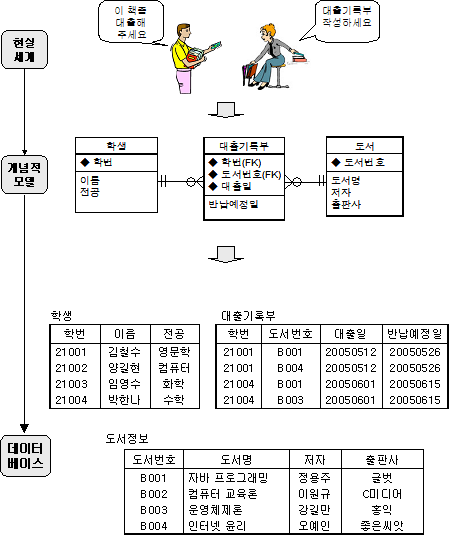 이 책좀
대출해
주세요
대출기록부
작성하세요
현실
세계
개념적
모델
학생
◆ 학번
이름
전공
대출기록부
◆ 학번(FK)
◆ 도서번호(FK)
◆ 대출일
반납예정일
도서
◆ 도서번호
도서명
저자
출판사
학생
학번 이름 전공
21001 김철수 영문학
21002 양길현 컴퓨터
21003 임영수 화학
21004 박한나 수학
대출기록부
학번 도서번호 대출일 반납예정일
21001 B001 20050512 20050526
21001 B004 20050512 20050526
21004 B001 20050601 20050615
21004 B003 20050601 20050615
데이터
베이스
도서정보
도서번호 도서명 저자 출판사
B001 자바 프로그래밍 정용주 글벗
B002 컴퓨터 교육론 이원규 C미디어
B003 운영체제론 강길만 홍익
B004 인터넷 윤리 오예인 좋은씨앗